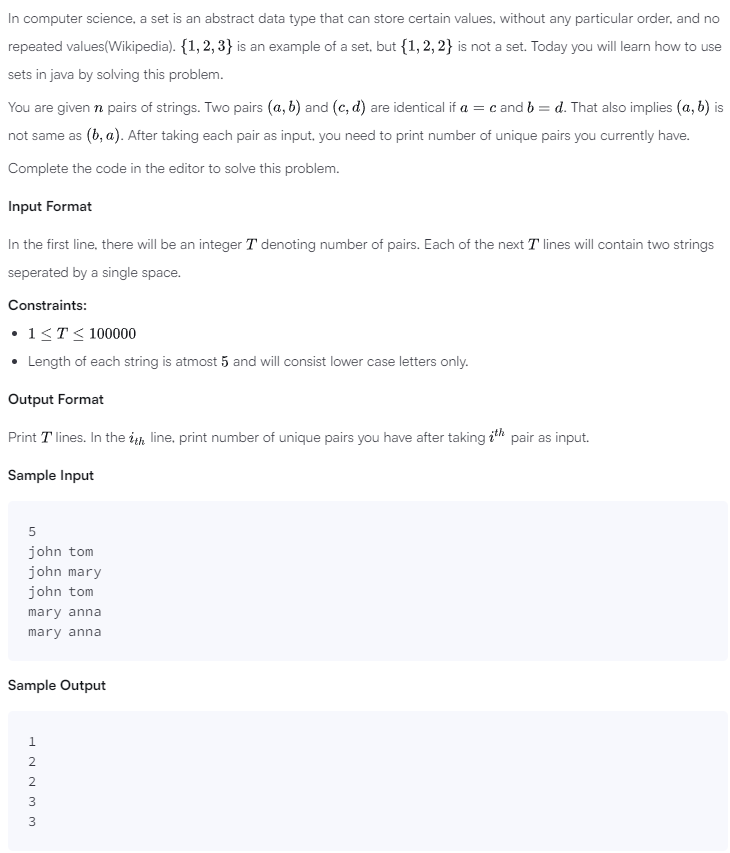 In computer science, a set is an abstract data type that can store certain values, without any particular order, and no
repeated values(Wikipedia). {1, 2, 3} is an example of a set, but {1, 2, 2} is not a set. Today you will learn how to use
sets in java by solving this problem.
You are given n pairs of strings. Two pairs (a, b) and (c, d) are identical if a = c and b = d. That also implies (a, b) is
not same as (b, a). After taking each pair as input, you need to print number of unique pairs you currently have.
Complete the code in the editor to solve this problem.
Input Format
In the first line, there will be an integer T denoting number of pairs. Each of the next T lines will contain two strings
seperated by a single space.
Constraints:
• 1 ≤ T ≤ 100000
• Length of each string is atmost 5 and will consist lower case letters only.
Output Format
Print T lines. In the i_{th} line, print number of unique pairs you have after taking i^{th} pair as input.
Sample Input
5
john tom
john mary
john tom
mary anna
mary anna
Sample Output
1
2
2
3
3